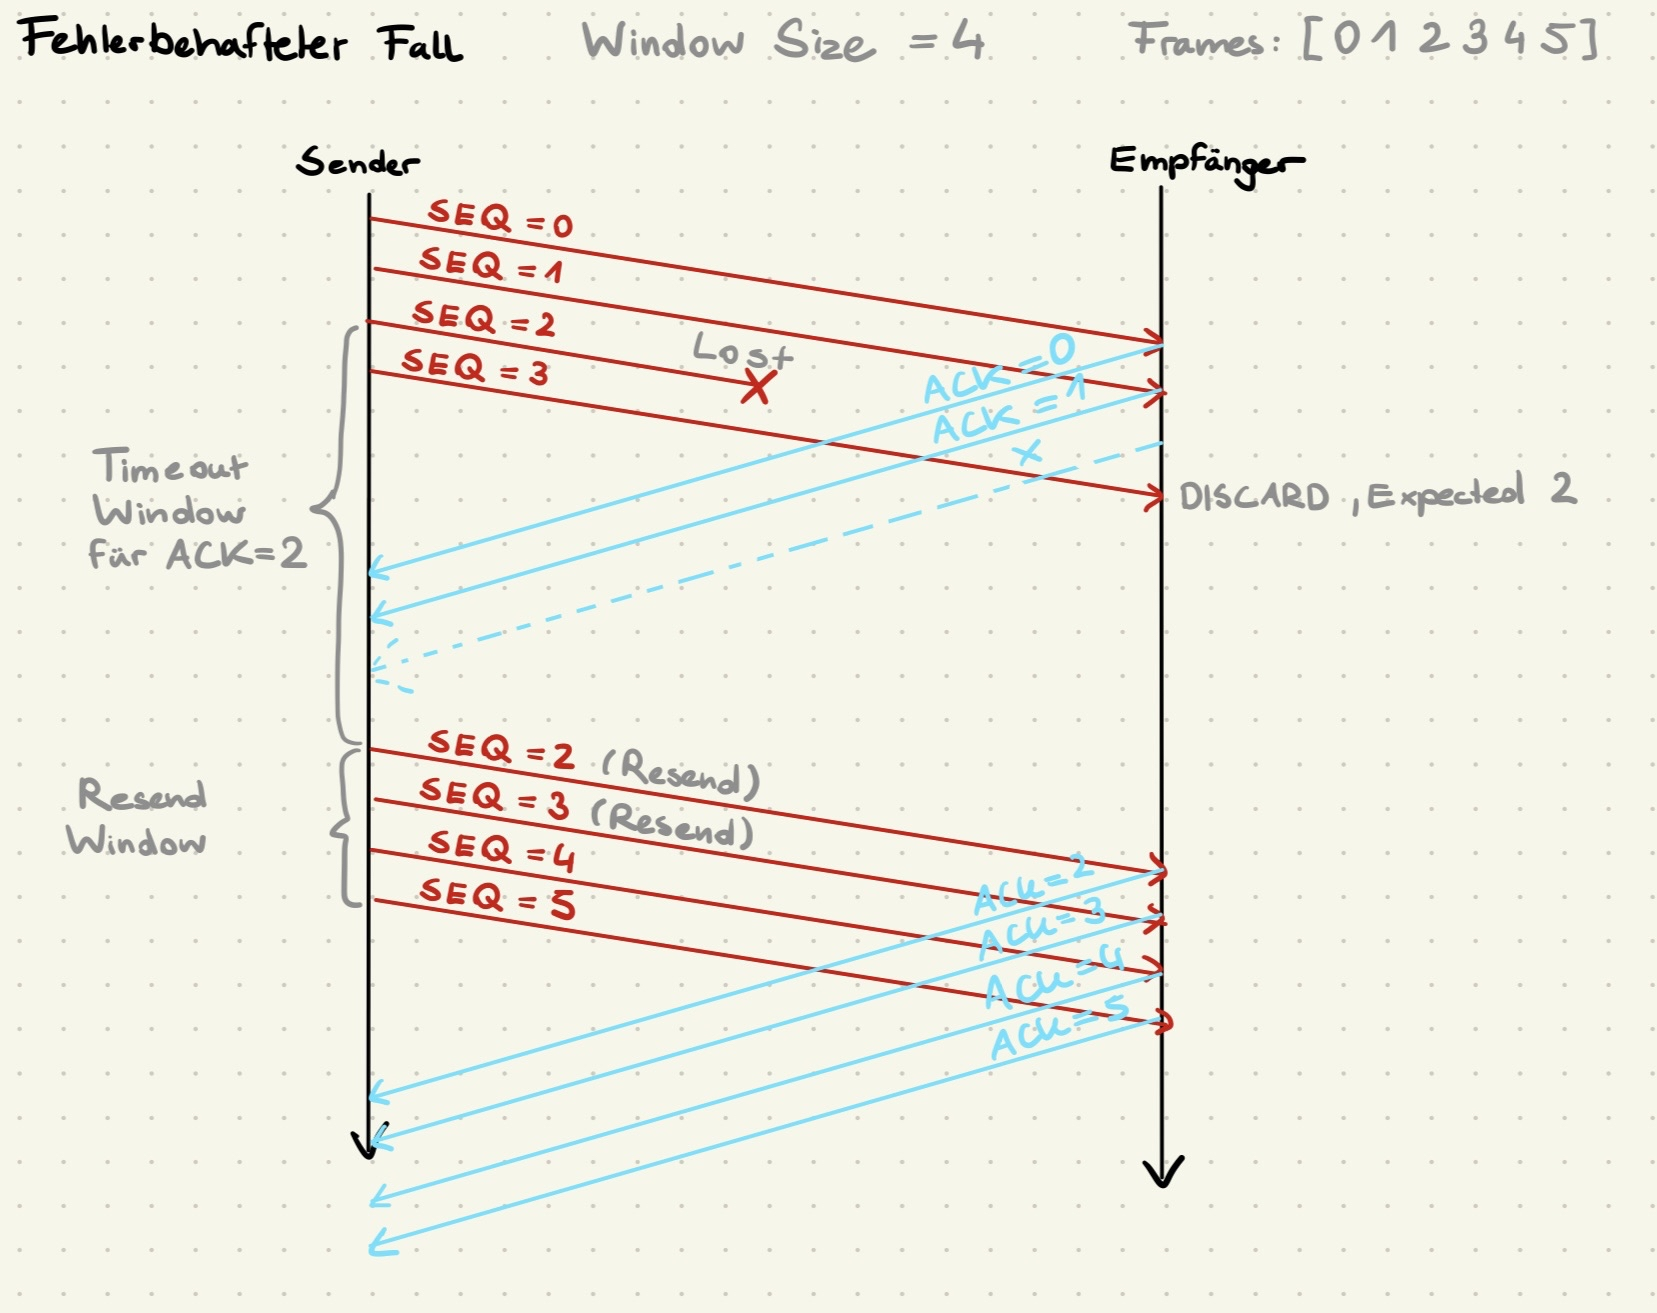 Fehlerbehafteter Fall Window Size = 4 Frames: [0 1 2 3 4 5]
Sender Empfänger
SEQ = 0
SEQ = 1
SEQ = 2
Lost
SEQ = 3
ACK = 0
ACK = 1
X
DISCARD, Expected 2
Timeout
Window
für ACK=2
SEQ = 2 (Resend)
SEQ = 3 (Resend)
SEQ = 4
SEQ = 5
Resend
Window
ACK=2
ACK=3
ACK=4
ACK=5